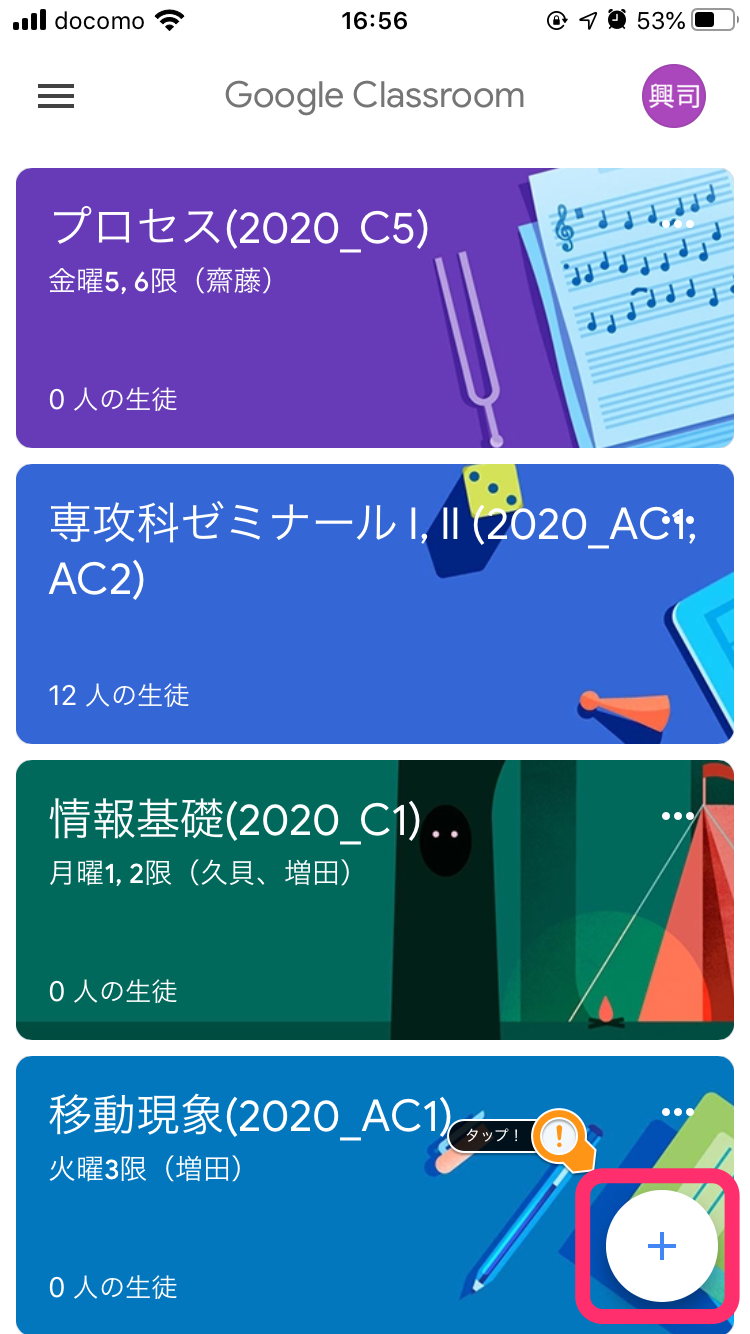 docomo 16:56 53%
Google Classroom
興司
プロセス(2020_C5)
金曜5, 6限（齋藤）
0 人の生徒
専攻科ゼミナール I, II (2020_AC1,
AC2)
12 人の生徒
情報基礎(2020_C1)
月曜1, 2限（久貝、増田）
0 人の生徒
移動現象(2020_AC1)
タップ！
火曜3限（増田）
0 人の生徒